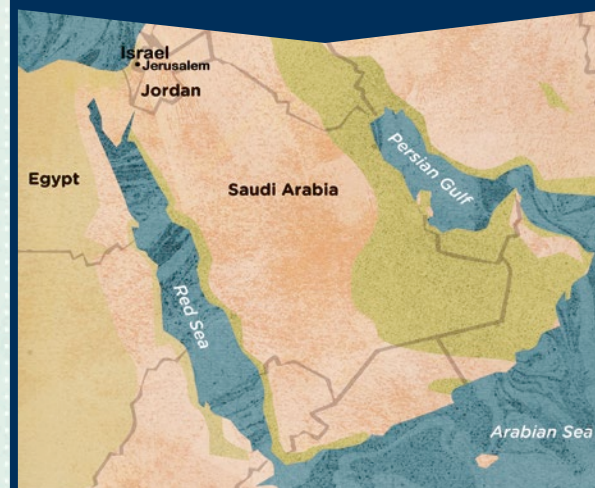 Israel
Jerusalem
Jordan
Egypt
Saudi Arabia
Persian Gulf
Red Sea
Arabian Sea